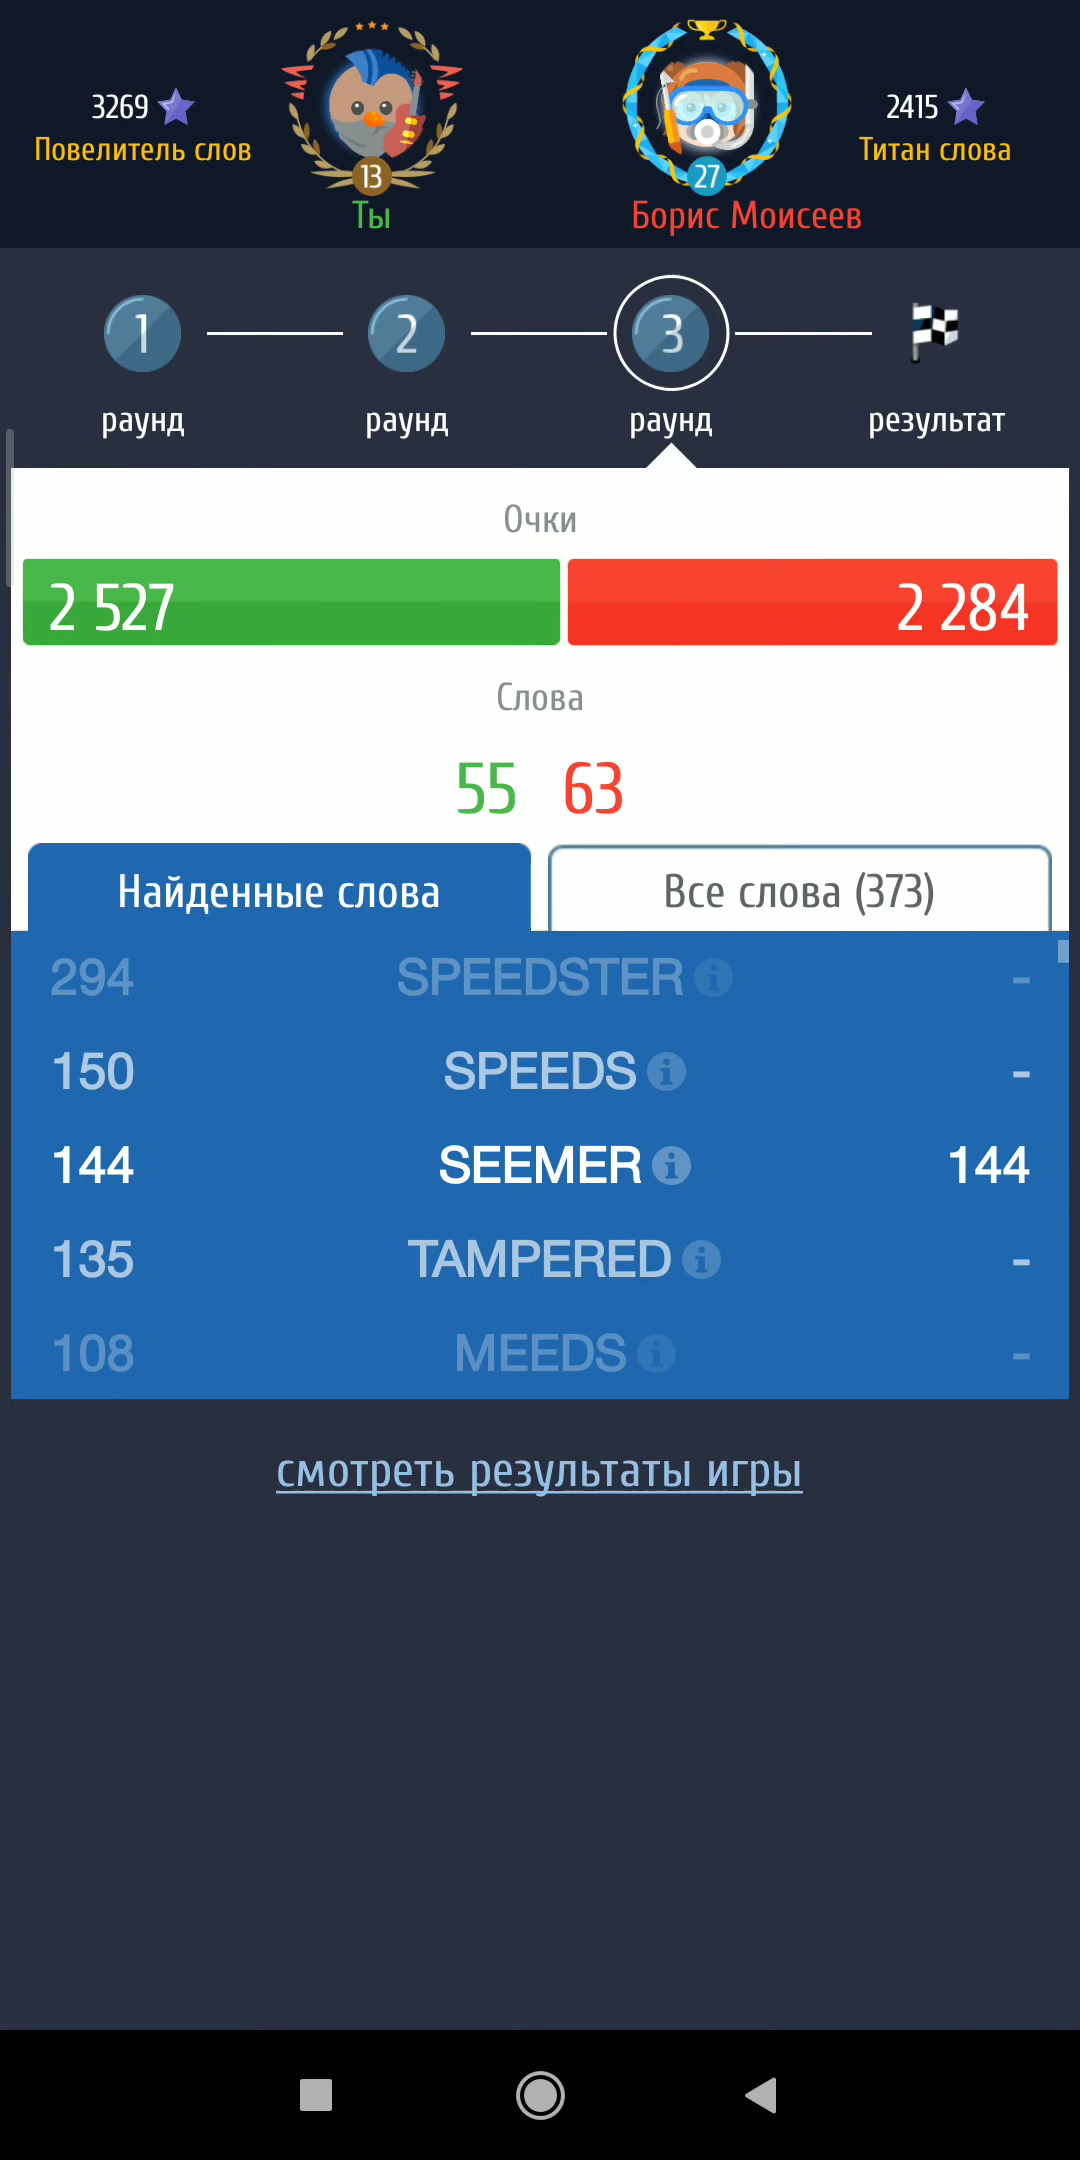 3269
Повелитель слов
13
Ты
2415
Титан слова
27
Борис Моисеев
1 2 3
раунд раунд раунд результат
Очки
2 527 2 284
Слова
55 63
Найденные слова Все слова (373)
294 SPEEDSTER i -
150 SPEEDS i -
144 SEEMER i 144
135 TAMPERED i -
108 MEEDS i -
смотреть результаты игры